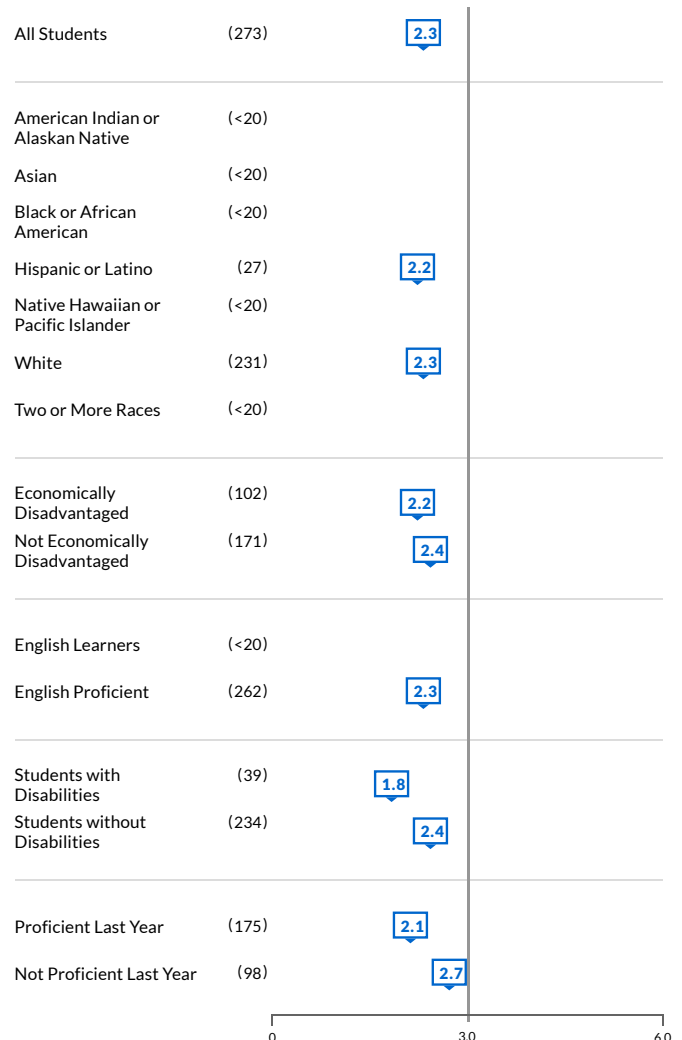 All Students (273) 2.3
American Indian or (<20)
Alaskan Native
Asian (<20)
Black or African (<20)
American
Hispanic or Latino (27) 2.2
Native Hawaiian or (<20)
Pacific Islander
White (231) 2.3
Two or More Races (<20)
Economically (102) 2.2
Disadvantaged
Not Economically (171) 2.4
Disadvantaged
English Learners (<20)
English Proficient (262) 2.3
Students with (39) 1.8
Disabilities
Students without (234) 2.4
Disabilities
Proficient Last Year (175) 2.1
Not Proficient Last Year (98) 2.7
0 3.0 6.0